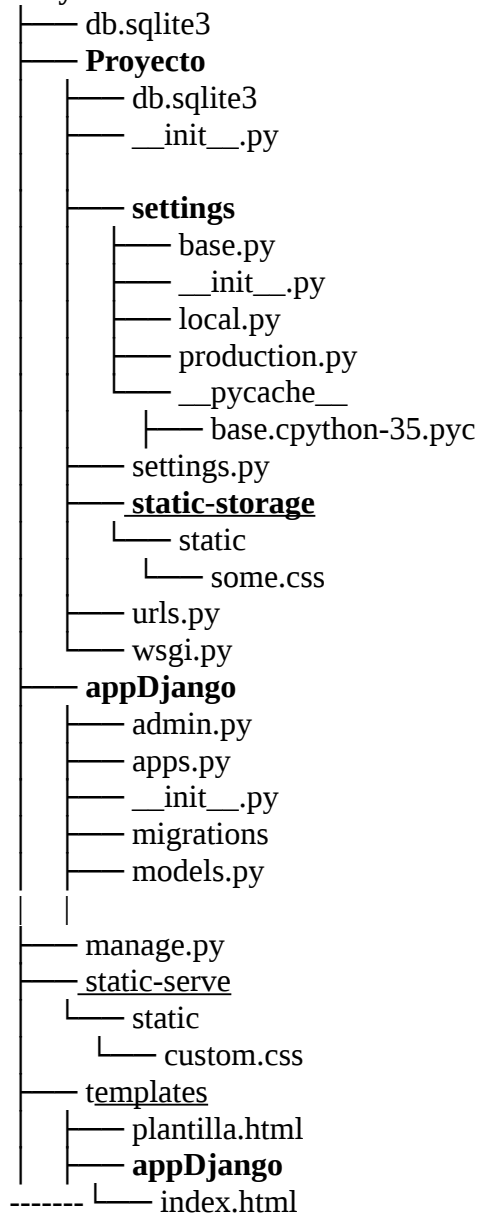 db.sqlite3
Proyecto
db.sqlite3
__init__.py
settings
base.py
__init__.py
local.py
production.py
__pycache__
base.cpython-35.pyc
settings.py
static-storage
static
some.css
urls.py
wsgi.py
appDjango
admin.py
apps.py
__init__.py
migrations
models.py
manage.py
static-serve
static
custom.css
templates
plantilla.html
appDjango
------- index.html